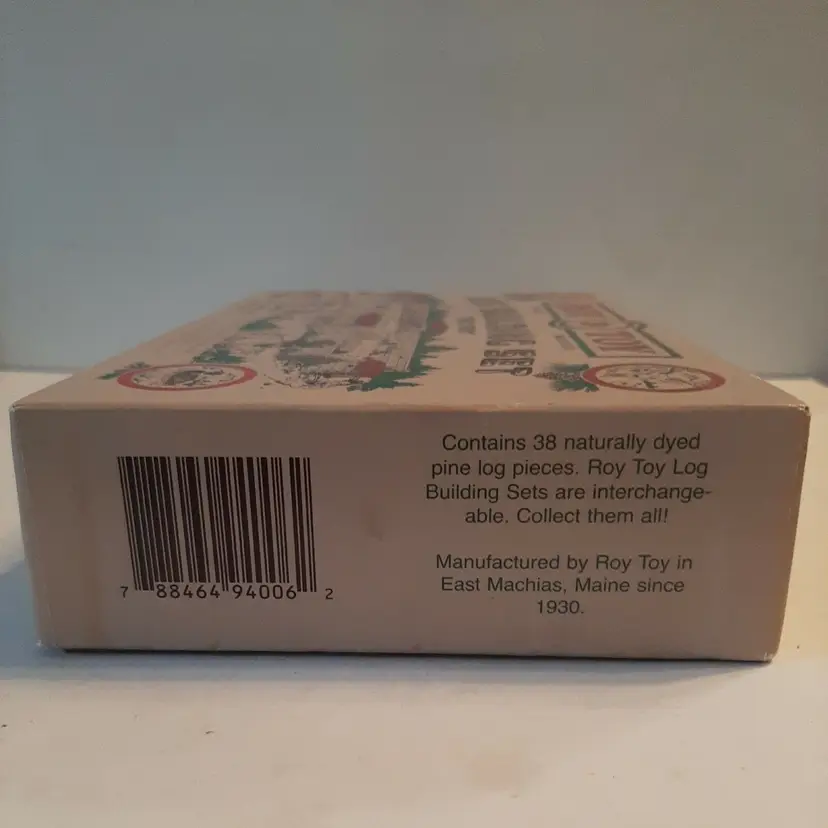 Contains 38 naturally dyed
pine log pieces. Roy Toy Log
Building Sets are interchange-
able. Collect them all!
Manufactured by Roy Toy in
East Machias, Maine since
1930.
7 88464 94006 2